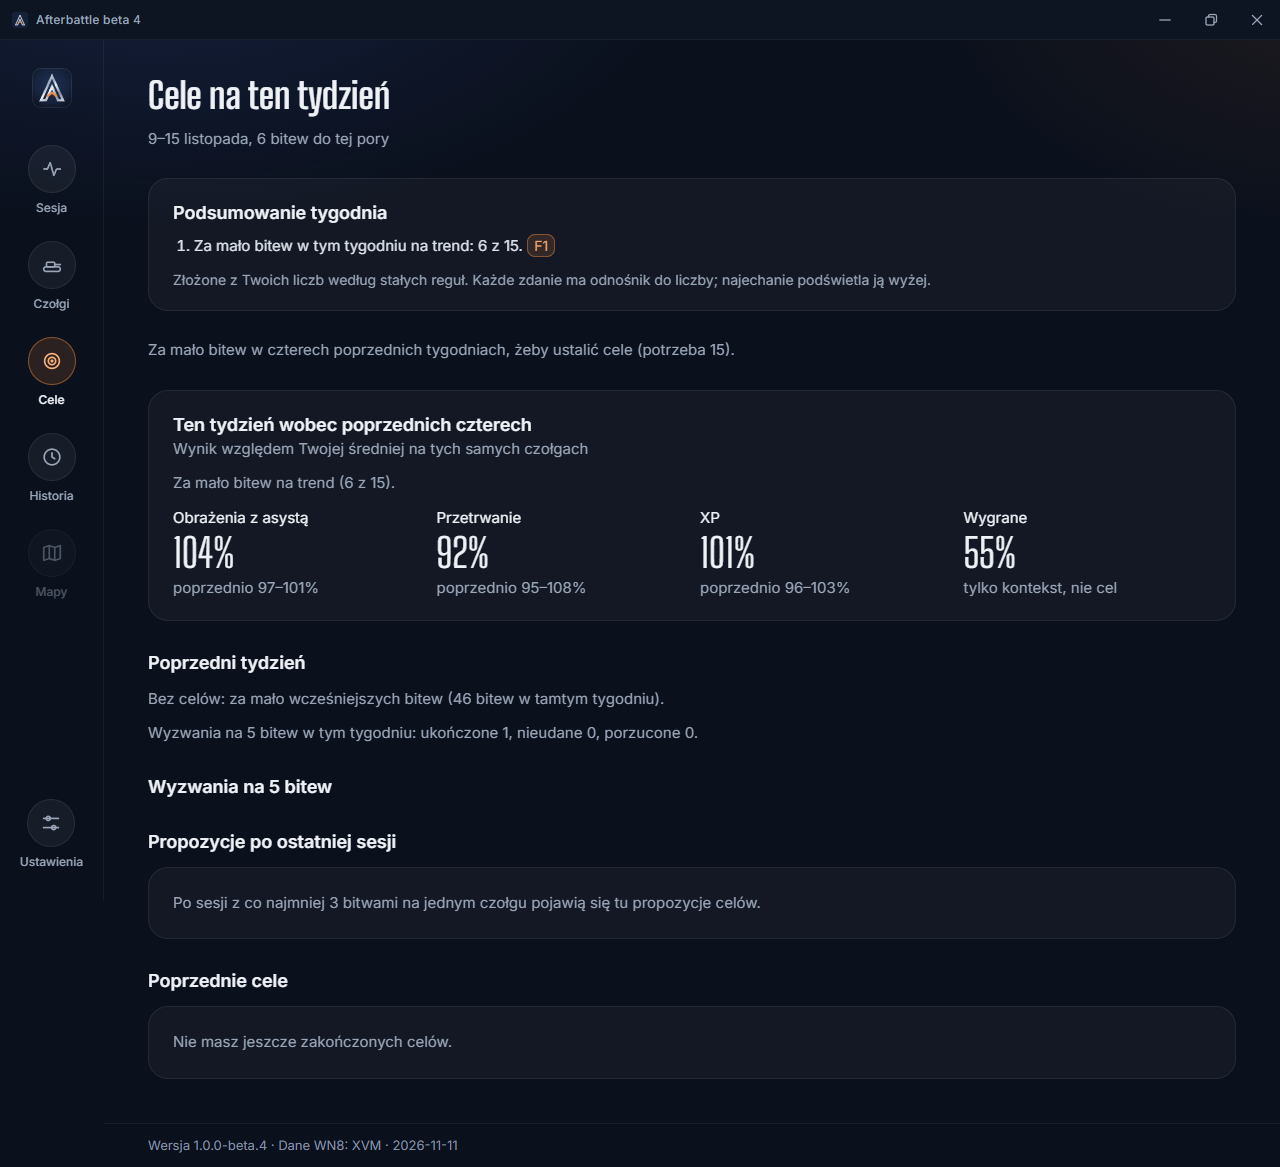 Afterbattle beta 4
Sesja
Czołgi
Cele
Historia
Mapy
Ustawienia
Cele na ten tydzień
9–15 listopada, 6 bitew do tej pory
Podsumowanie tygodnia
1. Za mało bitew w tym tygodniu na trend: 6 z 15. F1
Złożone z Twoich liczb według stałych reguł. Każde zdanie ma odnośnik do liczby; najechanie podświetla ją wyżej.
Za mało bitew w czterech poprzednich tygodniach, żeby ustalić cele (potrzeba 15).
Ten tydzień wobec poprzednich czterech
Wynik względem Twojej średniej na tych samych czołgach
Za mało bitew na trend (6 z 15).
Obrażenia z asystą
104%
poprzednio 97–101%
Przetrwanie
92%
poprzednio 95–108%
XP
101%
poprzednio 96–103%
Wygrane
55%
tylko kontekst, nie cel
Poprzedni tydzień
Bez celów: za mało wcześniejszych bitew (46 bitew w tamtym tygodniu).
Wyzwania na 5 bitew w tym tygodniu: ukończone 1, nieudane 0, porzucone 0.
Wyzwania na 5 bitew
Propozycje po ostatniej sesji
Po sesji z co najmniej 3 bitwami na jednym czołgu pojawią się tu propozycje celów.
Poprzednie cele
Nie masz jeszcze zakończonych celów.
Wersja 1.0.0-beta.4 · Dane WN8: XVM · 2026-11-11